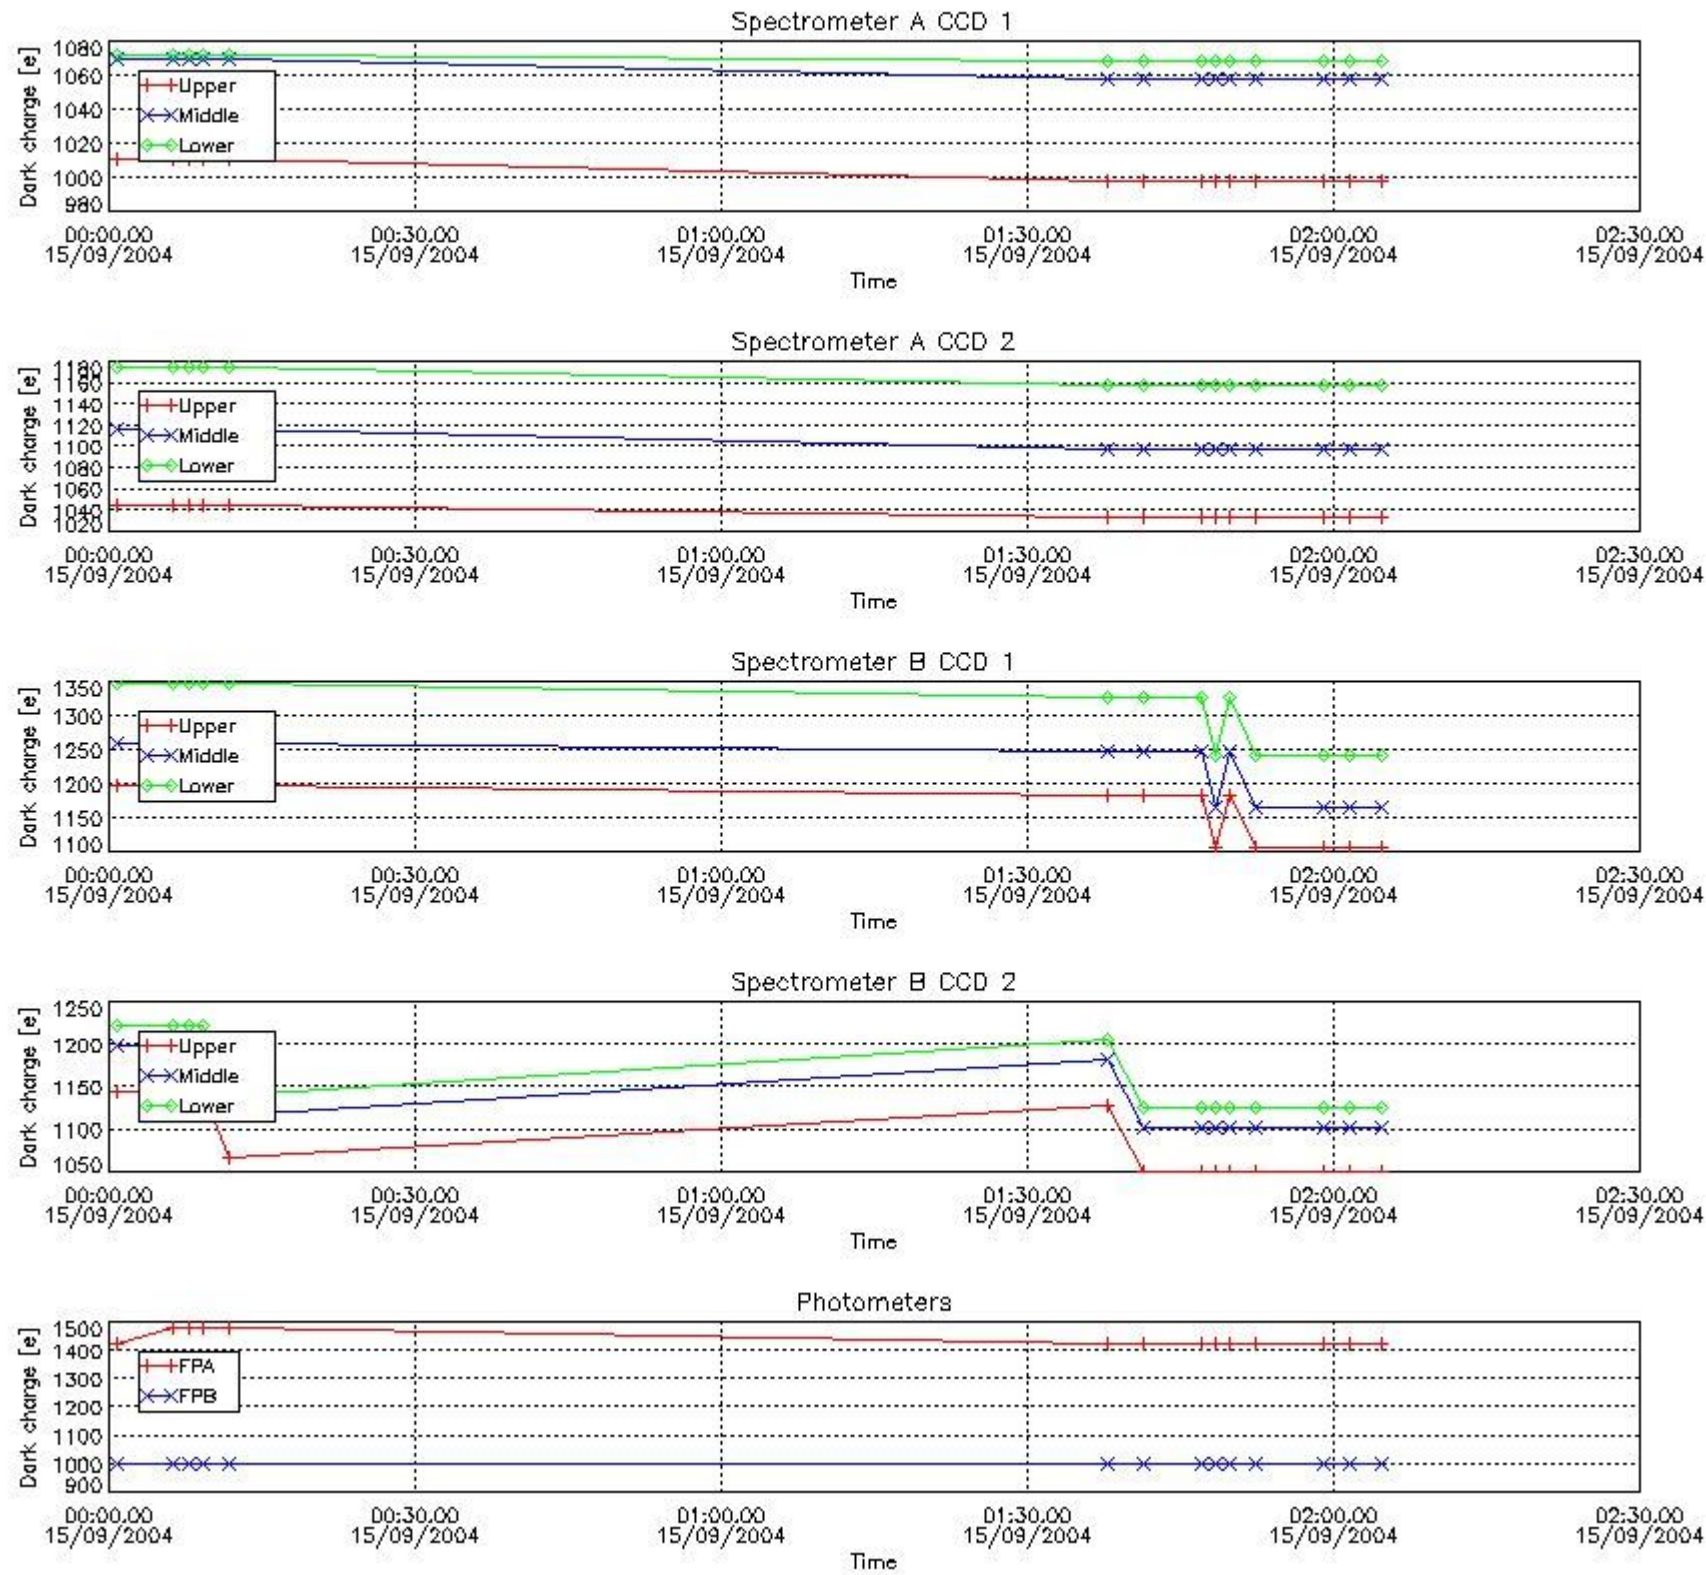 Spectrometer A CCD 1
Dark charge [e]
1080
1060
1040
1020
1000
980
Upper
Middle
Lower
00:00.00 00:30.00 01:00.00 01:30.00 02:00.00 02:30.00
15/09/2004 15/09/2004 15/09/2004 15/09/2004 15/09/2004 15/09/2004
Time
Spectrometer A CCD 2
Dark charge [e]
1180
1160
1140
1120
1100
1080
1060
1040
1020
Upper
Middle
Lower
00:00.00 00:30.00 01:00.00 01:30.00 02:00.00 02:30.00
15/09/2004 15/09/2004 15/09/2004 15/09/2004 15/09/2004 15/09/2004
Time
Spectrometer B CCD 1
Dark charge [e]
1350
1300
1250
1200
1150
1100
Upper
Middle
Lower
00:00.00 00:30.00 01:00.00 01:30.00 02:00.00 02:30.00
15/09/2004 15/09/2004 15/09/2004 15/09/2004 15/09/2004 15/09/2004
Time
Spectrometer B CCD 2
Dark charge [e]
1250
1200
1150
1100
1050
Upper
Middle
Lower
00:00.00 00:30.00 01:00.00 01:30.00 02:00.00 02:30.00
15/09/2004 15/09/2004 15/09/2004 15/09/2004 15/09/2004 15/09/2004
Time
Photometers
Dark charge [e]
1500
1400
1300
1200
1100
1000
900
FPA
FPB
00:00.00 00:30.00 01:00.00 01:30.00 02:00.00 02:30.00
15/09/2004 15/09/2004 15/09/2004 15/09/2004 15/09/2004 15/09/2004
Time